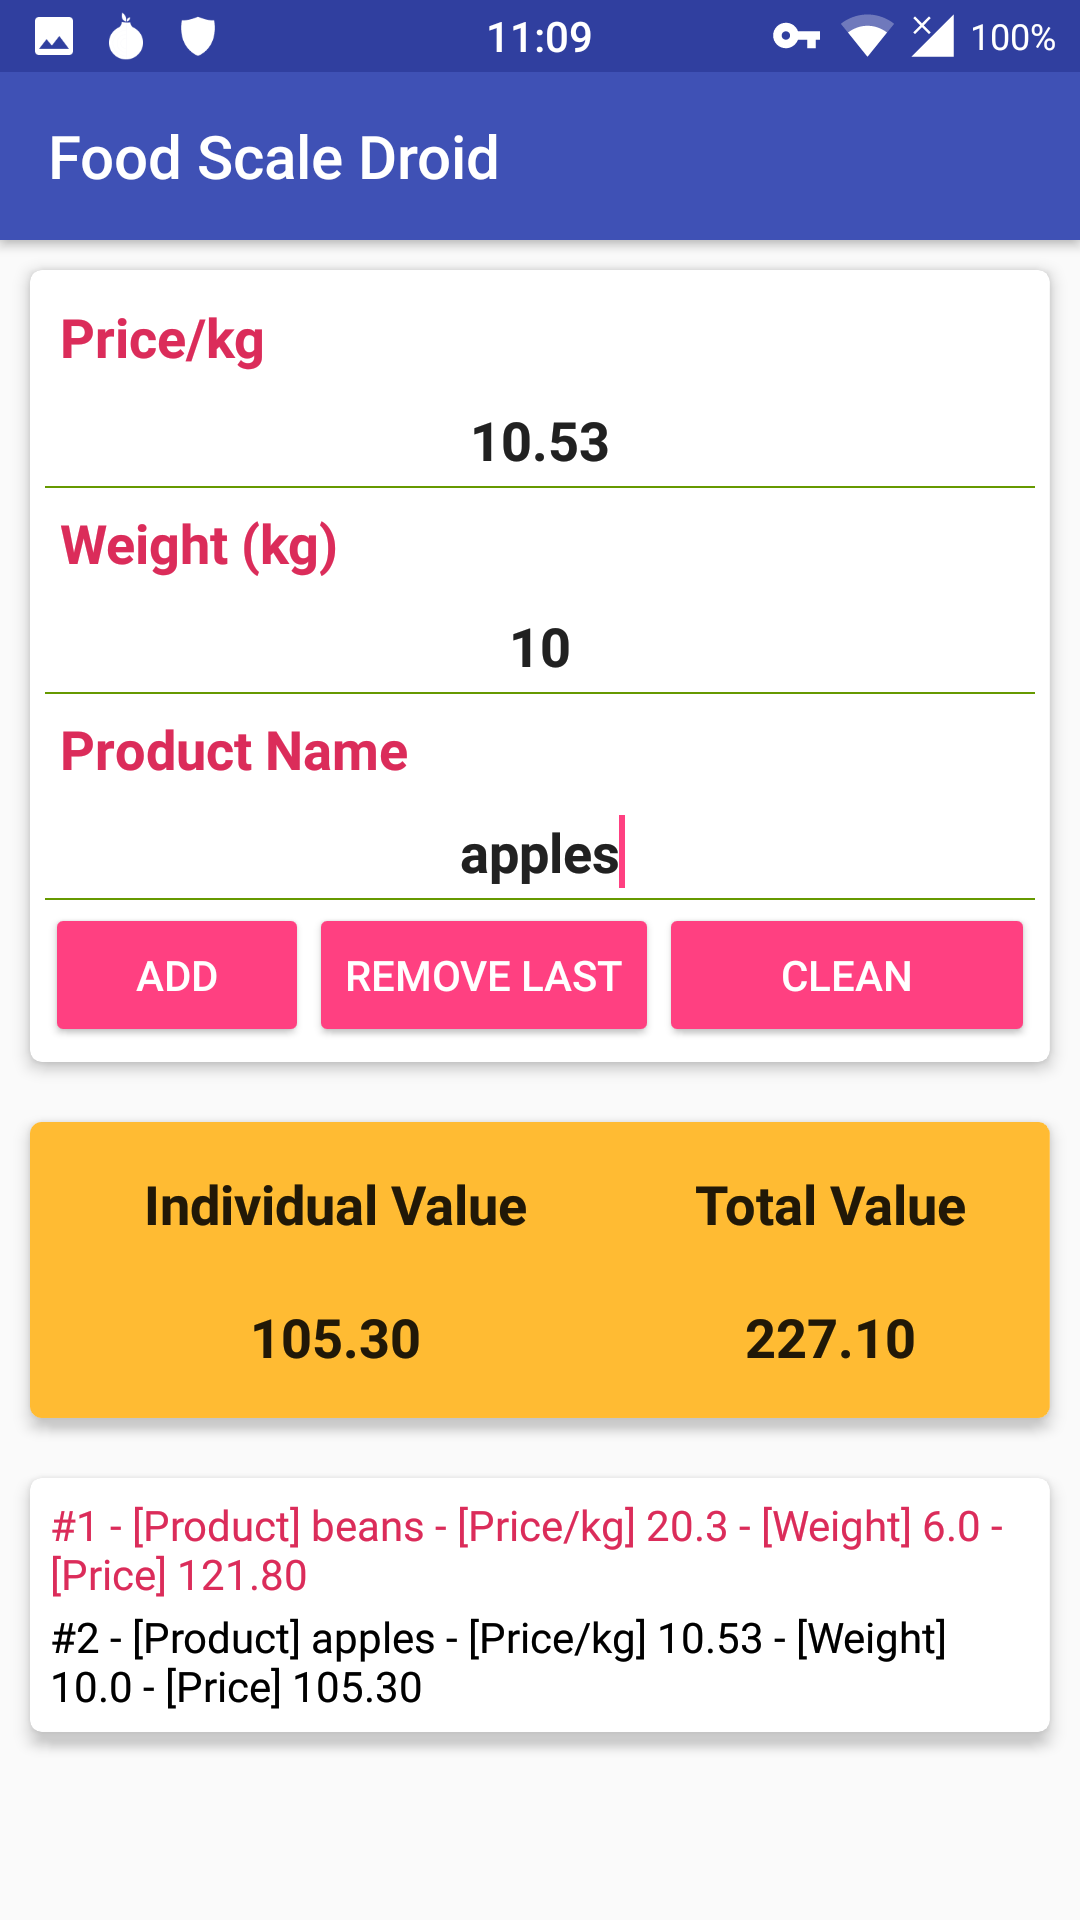 11:09 100%
Food Scale Droid
Price/kg
10.53
Weight (kg)
10
Product Name
apples
ADD REMOVE LAST CLEAN
Individual Value Total Value
105.30 227.10
#1 - [Product] beans - [Price/kg] 20.3 - [Weight] 6.0 -
[Price] 121.80
#2 - [Product] apples - [Price/kg] 10.53 - [Weight]
10.0 - [Price] 105.30